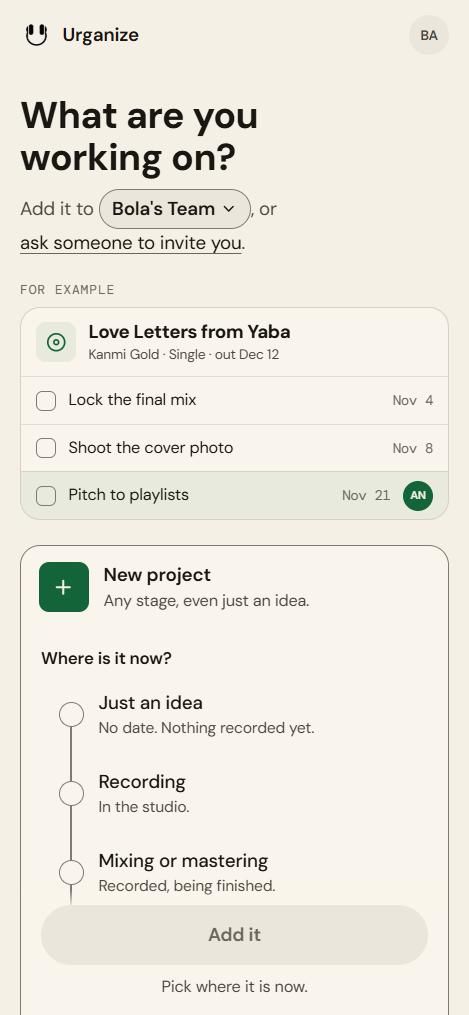 Urganize
BA
What are you
working on?
Add it to Bola's Team, or
ask someone to invite you.
FOR EXAMPLE
Love Letters from Yaba
Kanmi Gold · Single · out Dec 12
Lock the final mix Nov 4
Shoot the cover photo Nov 8
Pitch to playlists Nov 21 AN
New project
Any stage, even just an idea.
Where is it now?
Just an idea
No date. Nothing recorded yet.
Recording
In the studio.
Mixing or mastering
Recorded, being finished.
Add it
Pick where it is now.